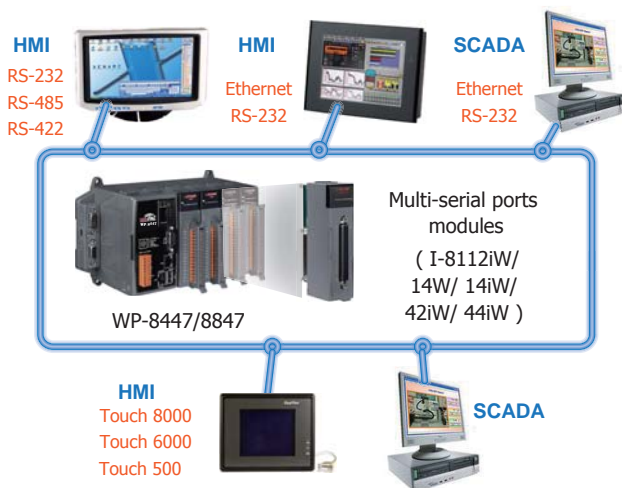 HMI
RS-232
RS-485
RS-422
HMI
Ethernet
RS-232
SCADA
Ethernet
RS-232
Multi-serial ports
modules
( I-8112iW/
14W/ 14iW/
42iW/ 44iW )
WP-8447/8847
HMI
Touch 8000
Touch 6000
Touch 500
SCADA